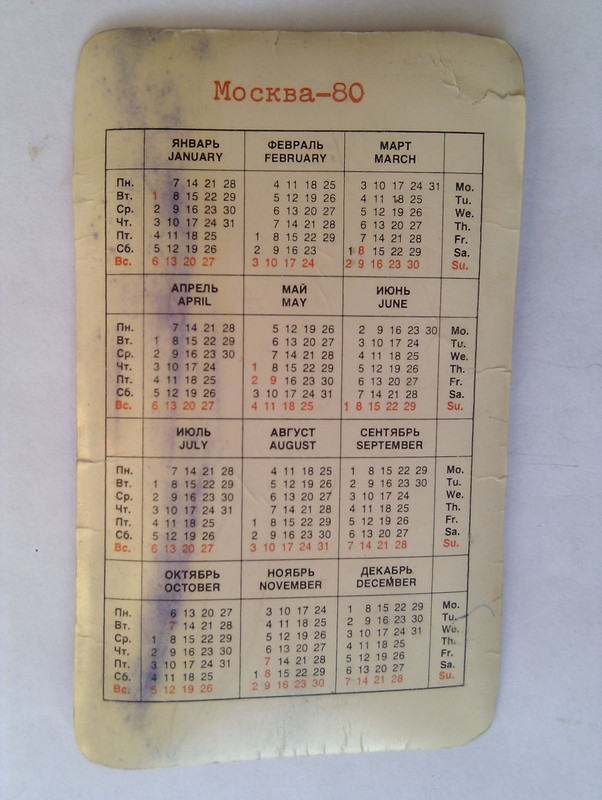 Москва-80
ЯНВАРЬ ФЕВРАЛЬ МАРТ
JANUARY FEBRUARY MARCH
Пн. 7 14 21 28 4 11 18 25 3 10 17 24 31 Mo.
Вт. 1 8 15 22 29 5 12 19 26 4 11 18 25 Tu.
Ср. 2 9 16 23 30 6 13 20 27 5 12 19 26 We.
Чт. 3 10 17 24 31 7 14 21 28 6 13 20 27 Th.
Пт. 4 11 18 25 1 8 15 22 29 7 14 21 28 Fr.
Сб. 5 12 19 26 2 9 16 23 1 8 15 22 29 Sa.
Вс. 6 13 20 27 3 10 17 24 2 9 16 23 30 Su.
АПРЕЛЬ МАЙ ИЮНЬ
APRIL MAY JUNE
Пн. 7 14 21 28 5 12 19 26 2 9 16 23 30 Mo.
Вт. 1 8 15 22 29 6 13 20 27 3 10 17 24 Tu.
Ср. 2 9 16 23 30 7 14 21 28 4 11 18 25 We.
Чт. 3 10 17 24 1 8 15 22 29 5 12 19 26 Th.
Пт. 4 11 18 25 2 9 16 23 30 6 13 20 27 Fr.
Сб. 5 12 19 26 3 10 17 24 31 7 14 21 28 Sa.
Вс. 6 13 20 27 4 11 18 25 1 8 15 22 29 Su.
ИЮЛЬ АВГУСТ СЕНТЯБРЬ
JULY AUGUST SEPTEMBER
Пн. 7 14 21 28 4 11 18 25 1 8 15 22 29 Mo.
Вт. 1 8 15 22 29 5 12 19 26 2 9 16 23 30 Tu.
Ср. 2 9 16 23 30 6 13 20 27 3 10 17 24 We.
Чт. 3 10 17 24 31 7 14 21 28 4 11 18 25 Th.
Пт. 4 11 18 25 1 8 15 22 29 5 12 19 26 Fr.
Сб. 5 12 19 26 2 9 16 23 30 6 13 20 27 Sa.
Вс. 6 13 20 27 3 10 17 24 31 7 14 21 28 Su.
ОКТЯБРЬ НОЯБРЬ ДЕКАБРЬ
OCTOBER NOVEMBER DECEMBER
Пн. 6 13 20 27 3 10 17 24 1 8 15 22 29 Mo.
Вт. 7 14 21 28 4 11 18 25 2 9 16 23 30 Tu.
Ср. 1 8 15 22 29 5 12 19 26 3 10 17 24 31 We.
Чт. 2 9 16 23 30 6 13 20 27 4 11 18 25 Th.
Пт. 3 10 17 24 31 7 14 21 28 5 12 19 26 Fr.
Сб. 4 11 18 25 1 8 15 22 29 6 13 20 27 Sa.
Вс. 5 12 19 26 2 9 16 23 30 7 14 21 28 Su.